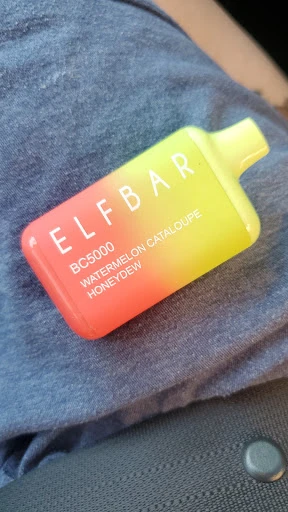 ELFBAR
BC5000
WATERMELON CATALOUPE
HONEYDEW